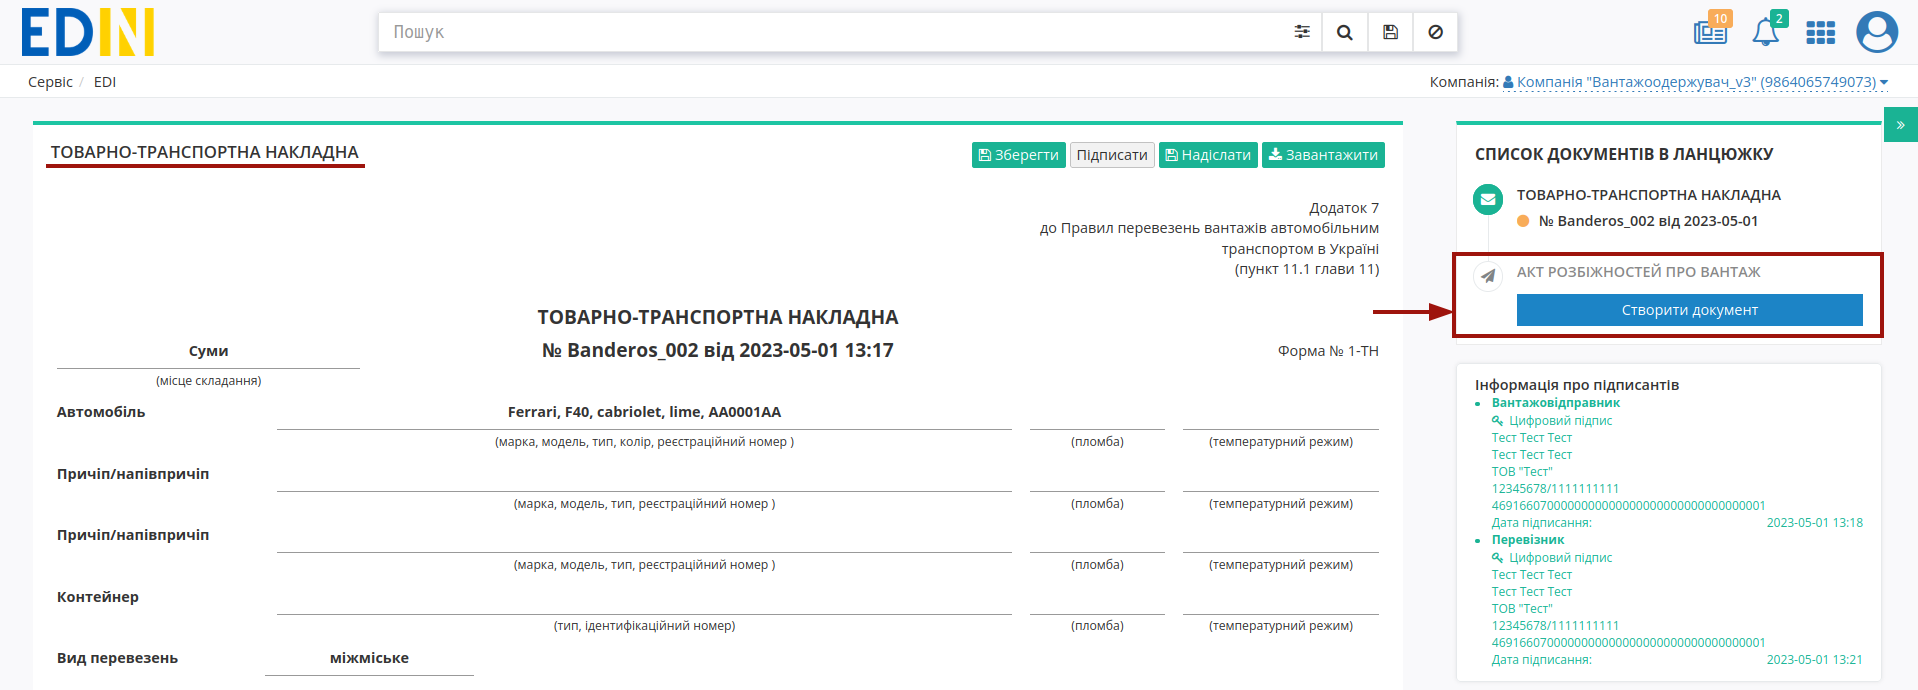 EDIN
Пошук
10
2
Сервіс / EDI
Компанія: Компанія "Вантажоодержувач_v3" (9864065749073)
ТОВАРНО-ТРАНСПОРТНА НАКЛАДНА
Зберегти Підписати Надіслати Завантажити
Додаток 7
до Правил перевезень вантажів автомобільним
транспортом в Україні
(пункт 11.1 глави 11)
ТОВАРНО-ТРАНСПОРТНА НАКЛАДНА
№ Banderos_002 від 2023-05-01 13:17
Суми
Форма № 1-ТН
(місце складання)
Автомобіль Ferrari, F40, cabriolet, lime, AA0001AA
(марка, модель, тип, колір, реєстраційний номер ) (пломба) (температурний режим)
Причіп/напівпричіп
(марка, модель, тип, реєстраційний номер ) (пломба) (температурний режим)
Причіп/напівпричіп
(марка, модель, тип, реєстраційний номер ) (пломба) (температурний режим)
Контейнер
(тип, ідентифікаційний номер) (пломба) (температурний режим)
Вид перевезень міжміське
»
СПИСОК ДОКУМЕНТІВ В ЛАНЦЮЖКУ
ТОВАРНО-ТРАНСПОРТНА НАКЛАДНА
№ Banderos_002 від 2023-05-01
АКТ РОЗБІЖНОСТЕЙ ПРО ВАНТАЖ
Створити документ
Інформація про підписантів
Вантажовідправник
Цифровий підпис
Тест Тест Тест
Тест Тест Тест
ТОВ "Тест"
12345678/1111111111
Дата підписання: 2023-05-01 13:18
Перевізник
Цифровий підпис
Тест Тест Тест
Тест Тест Тест
ТОВ "Тест"
12345678/1111111111
Дата підписання: 2023-05-01 13:21